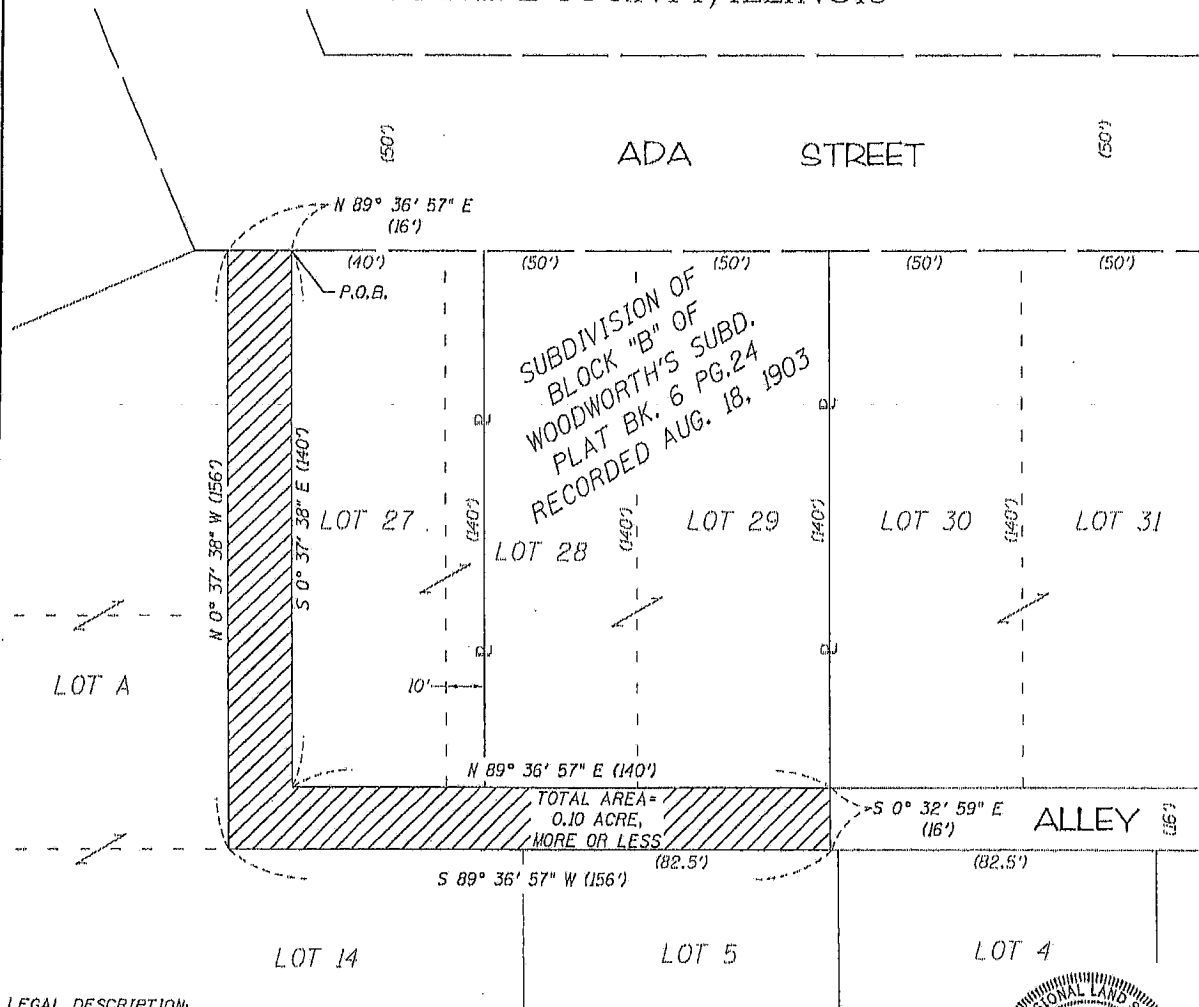 (50')
ADA STREET
(50')
N 89° 36' 57" E
(16')
(40')
(50')
(50')
(50')
(50')
P.O.B.
SUBDIVISION OF
BLOCK "B" OF
WOODWORTH'S SUBD.
PLAT BK. 6 PG.24
RECORDED AUG. 18, 1903
N 0° 37' 38" W (156')
S 0° 37' 38" E (140')
LOT 27
(140')
LOT 28
(140')
LOT 29
(140')
LOT 30
(140')
LOT 31
LOT A
10'
N 89° 36' 57" E (140')
TOTAL AREA=
0.10 ACRE,
MORE OR LESS
S 0° 32' 59" E
(16')
ALLEY
(16')
(82.5')
(82.5')
S 89° 36' 57" W (156')
LOT 14
LOT 5
LOT 4
LEGAL DESCRIPTION: